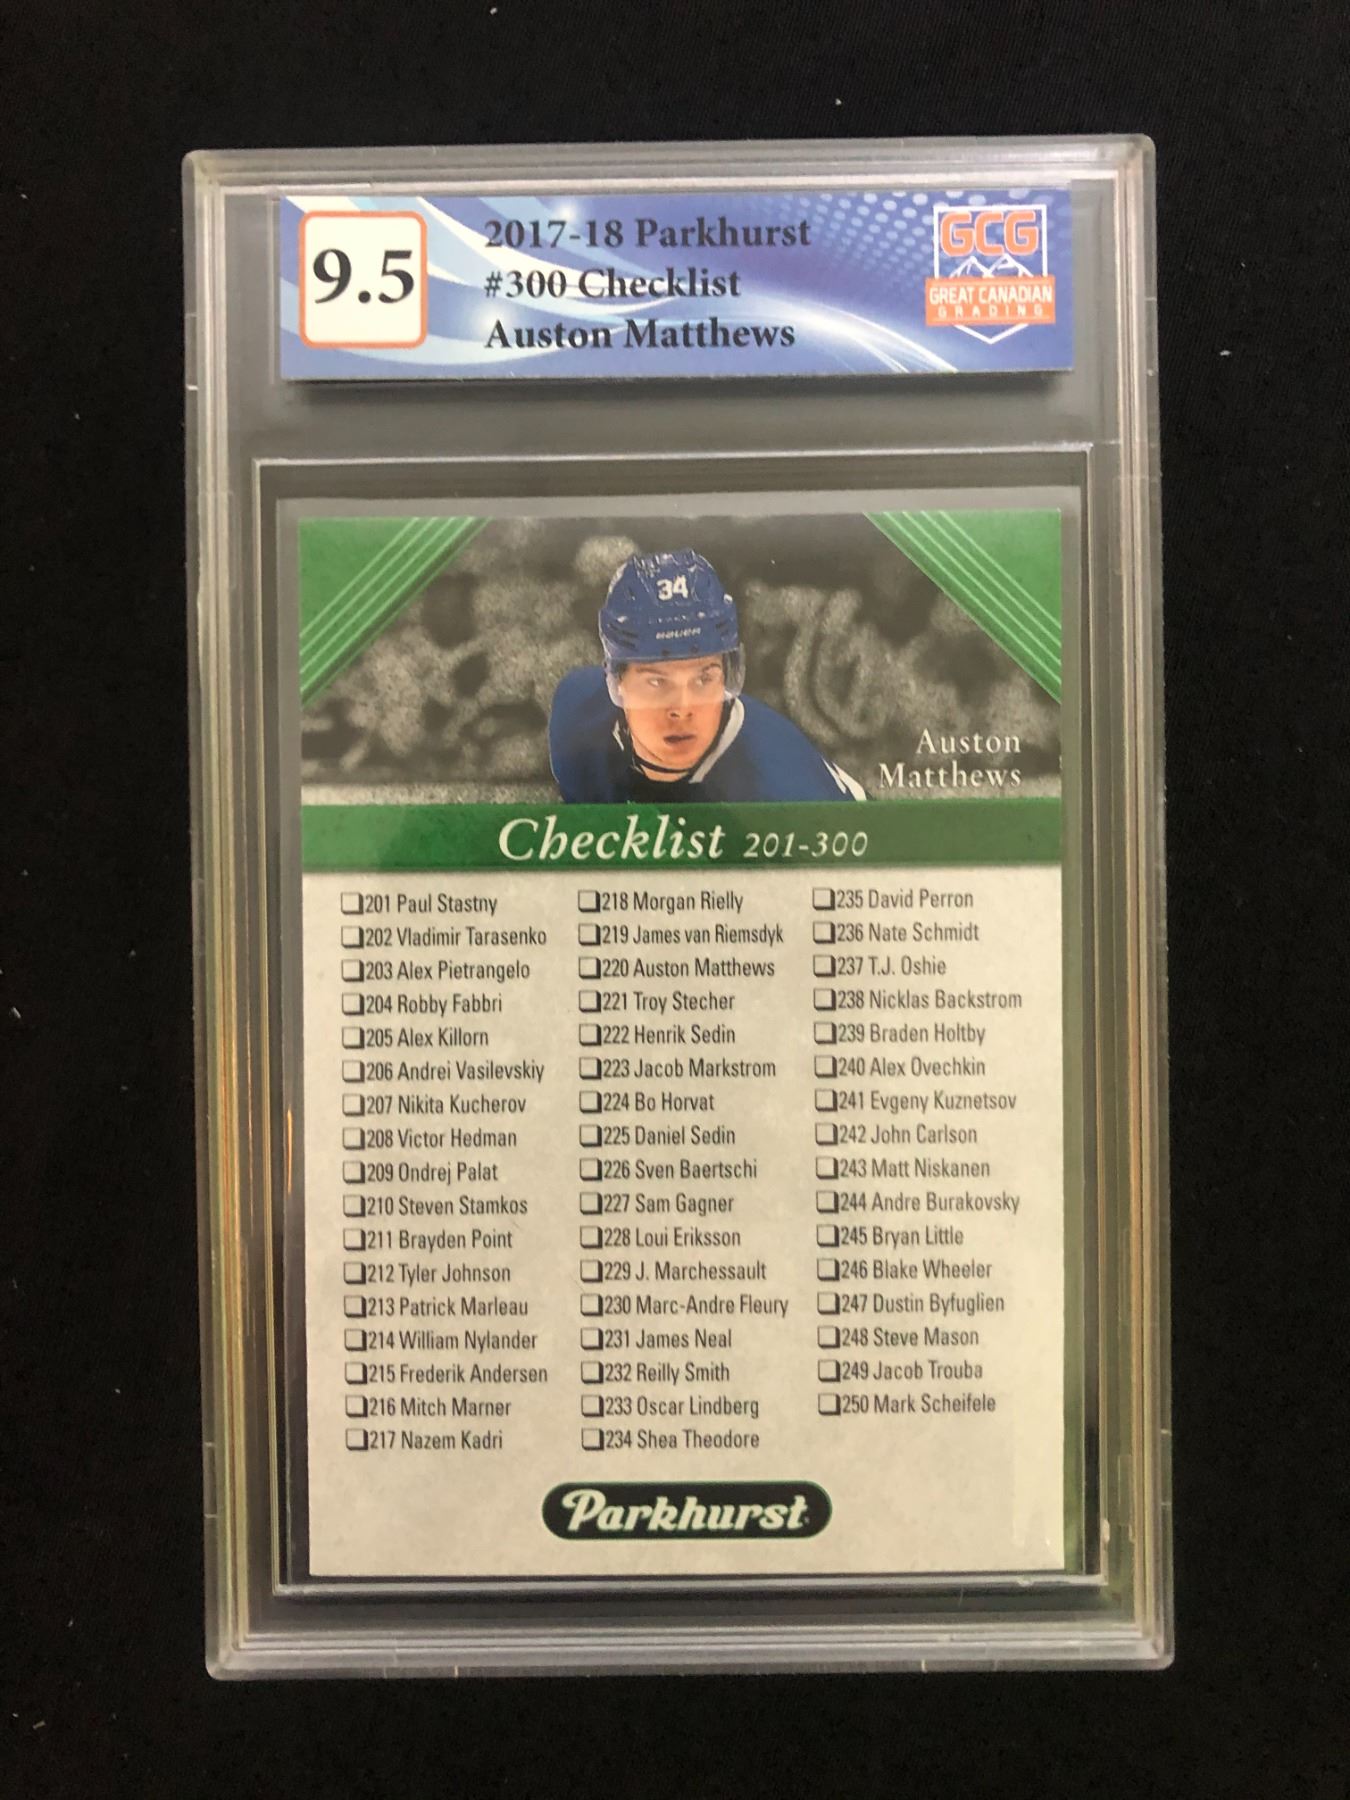 9.5
2017-18 Parkhurst
#300 Checklist
Auston Matthews
GCG
GREAT CANADIAN
GRADING
34
BAUER
Auston
Matthews
Checklist 201-300
201 Paul Stastny
202 Vladimir Tarasenko
203 Alex Pietrangelo
204 Robby Fabbri
205 Alex Killorn
206 Andrei Vasilevskiy
207 Nikita Kucherov
208 Victor Hedman
209 Ondrej Palat
210 Steven Stamkos
211 Brayden Point
212 Tyler Johnson
213 Patrick Marleau
214 William Nylander
215 Frederik Andersen
216 Mitch Marner
217 Nazem Kadri
218 Morgan Rielly
219 James van Riemsdyk
220 Auston Matthews
221 Troy Stecher
222 Henrik Sedin
223 Jacob Markstrom
224 Bo Horvat
225 Daniel Sedin
226 Sven Baertschi
227 Sam Gagner
228 Loui Eriksson
229 J. Marchessault
230 Marc-Andre Fleury
231 James Neal
232 Reilly Smith
233 Oscar Lindberg
234 Shea Theodore
235 David Perron
236 Nate Schmidt
237 T.J. Oshie
238 Nicklas Backstrom
239 Braden Holtby
240 Alex Ovechkin
241 Evgeny Kuznetsov
242 John Carlson
243 Matt Niskanen
244 Andre Burakovsky
245 Bryan Little
246 Blake Wheeler
247 Dustin Byfuglien
248 Steve Mason
249 Jacob Trouba
250 Mark Scheifele
Parkhurst